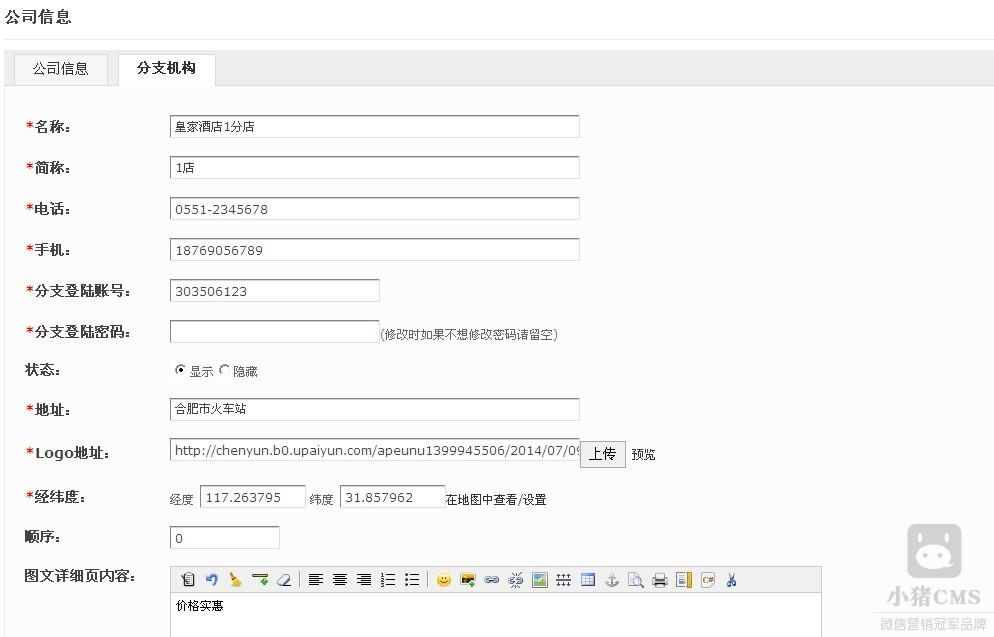 公司信息
公司信息 分支机构
*名称： 皇家酒店1分店
*简称： 1店
*电话： 0551-2345678
*手机： 18769056789
*分支登陆账号： 303506123
*分支登陆密码： (修改时如果不想修改密码请留空)
状态： 显示 隐藏
*地址： 合肥市火车站
*Logo地址： http://chenyun.b0.upaiyun.com/apeunu1399945506/2014/07/09 上传 预览
*经纬度： 经度 117.263795 纬度 31.857962 在地图中查看/设置
顺序： 0
图文详细页内容：
价格实惠
小猪CMS
微信营销冠军品牌